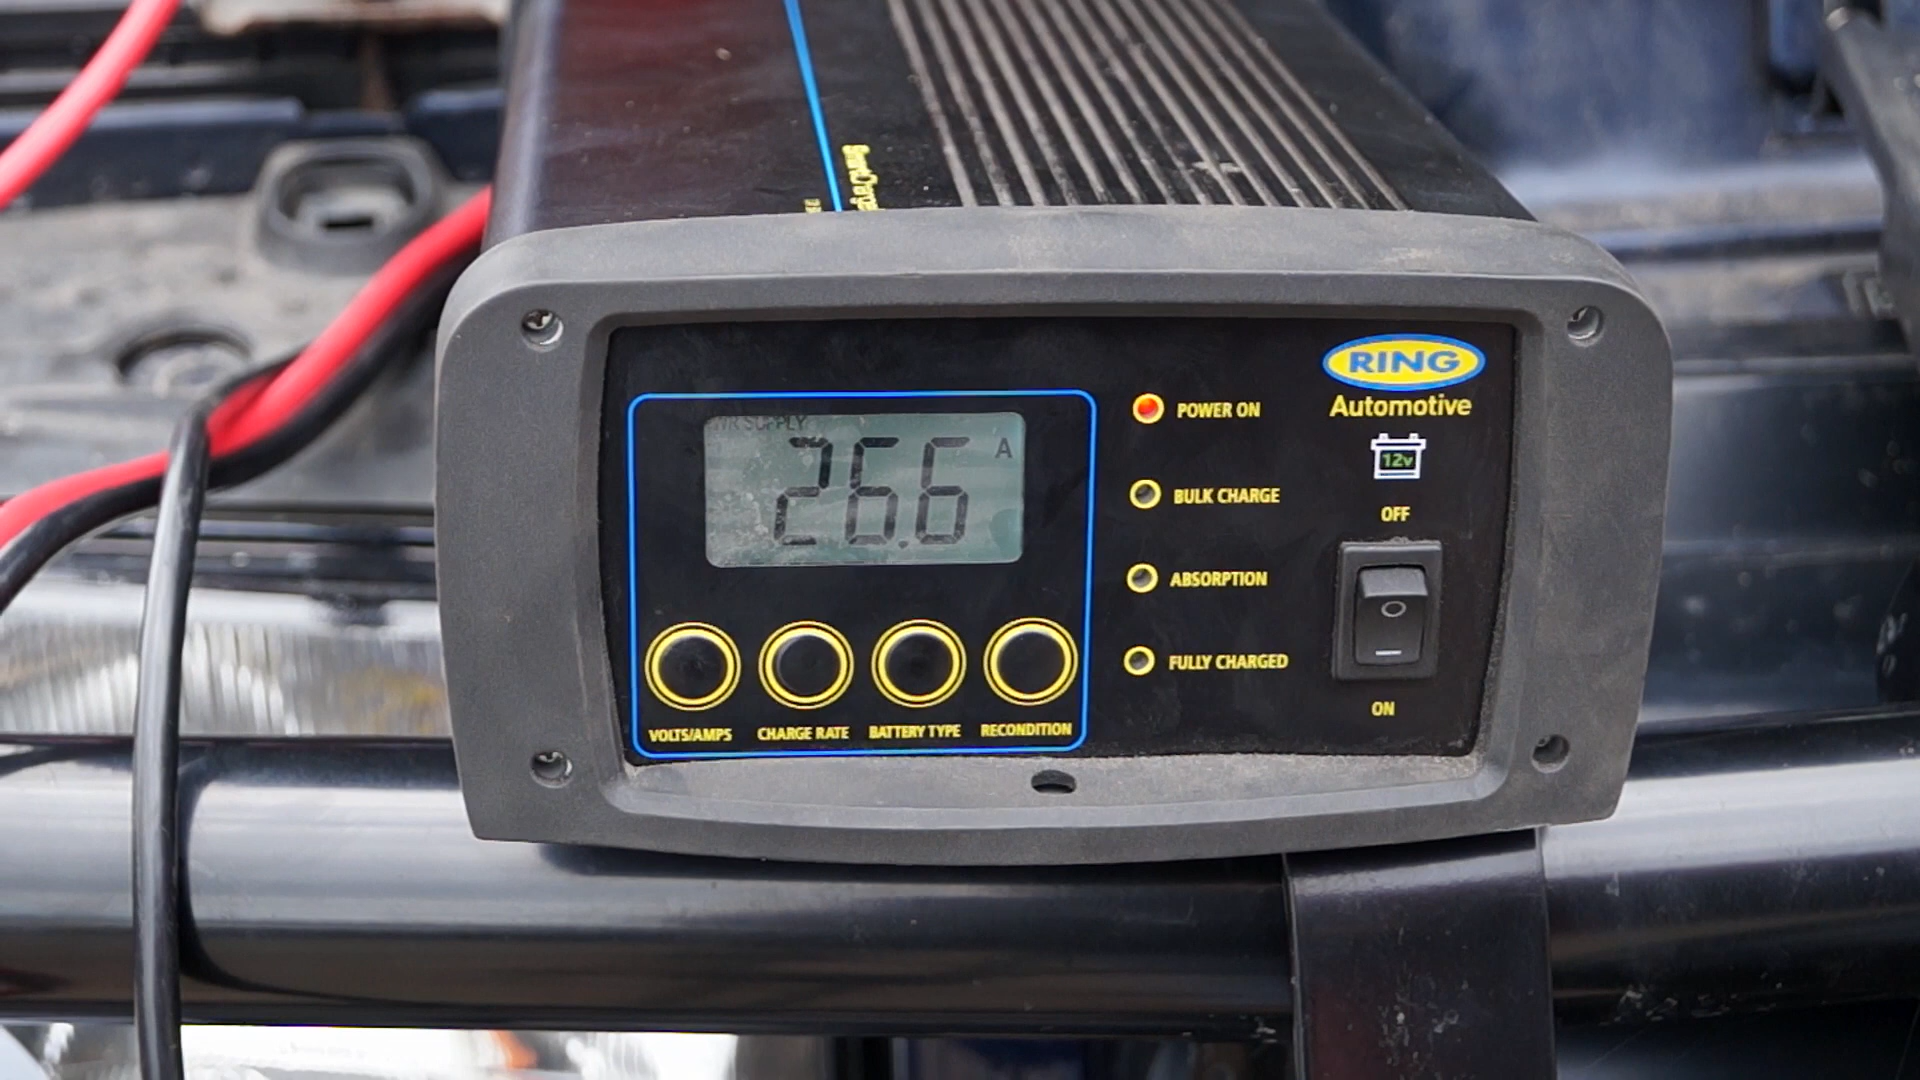 SmartCharge
PWR SUPPLY
26.6 A
VOLTS/AMPS
CHARGE RATE
BATTERY TYPE
RECONDITION
POWER ON
BULK CHARGE
ABSORPTION
FULLY CHARGED
RING
Automotive
12v
OFF
ON